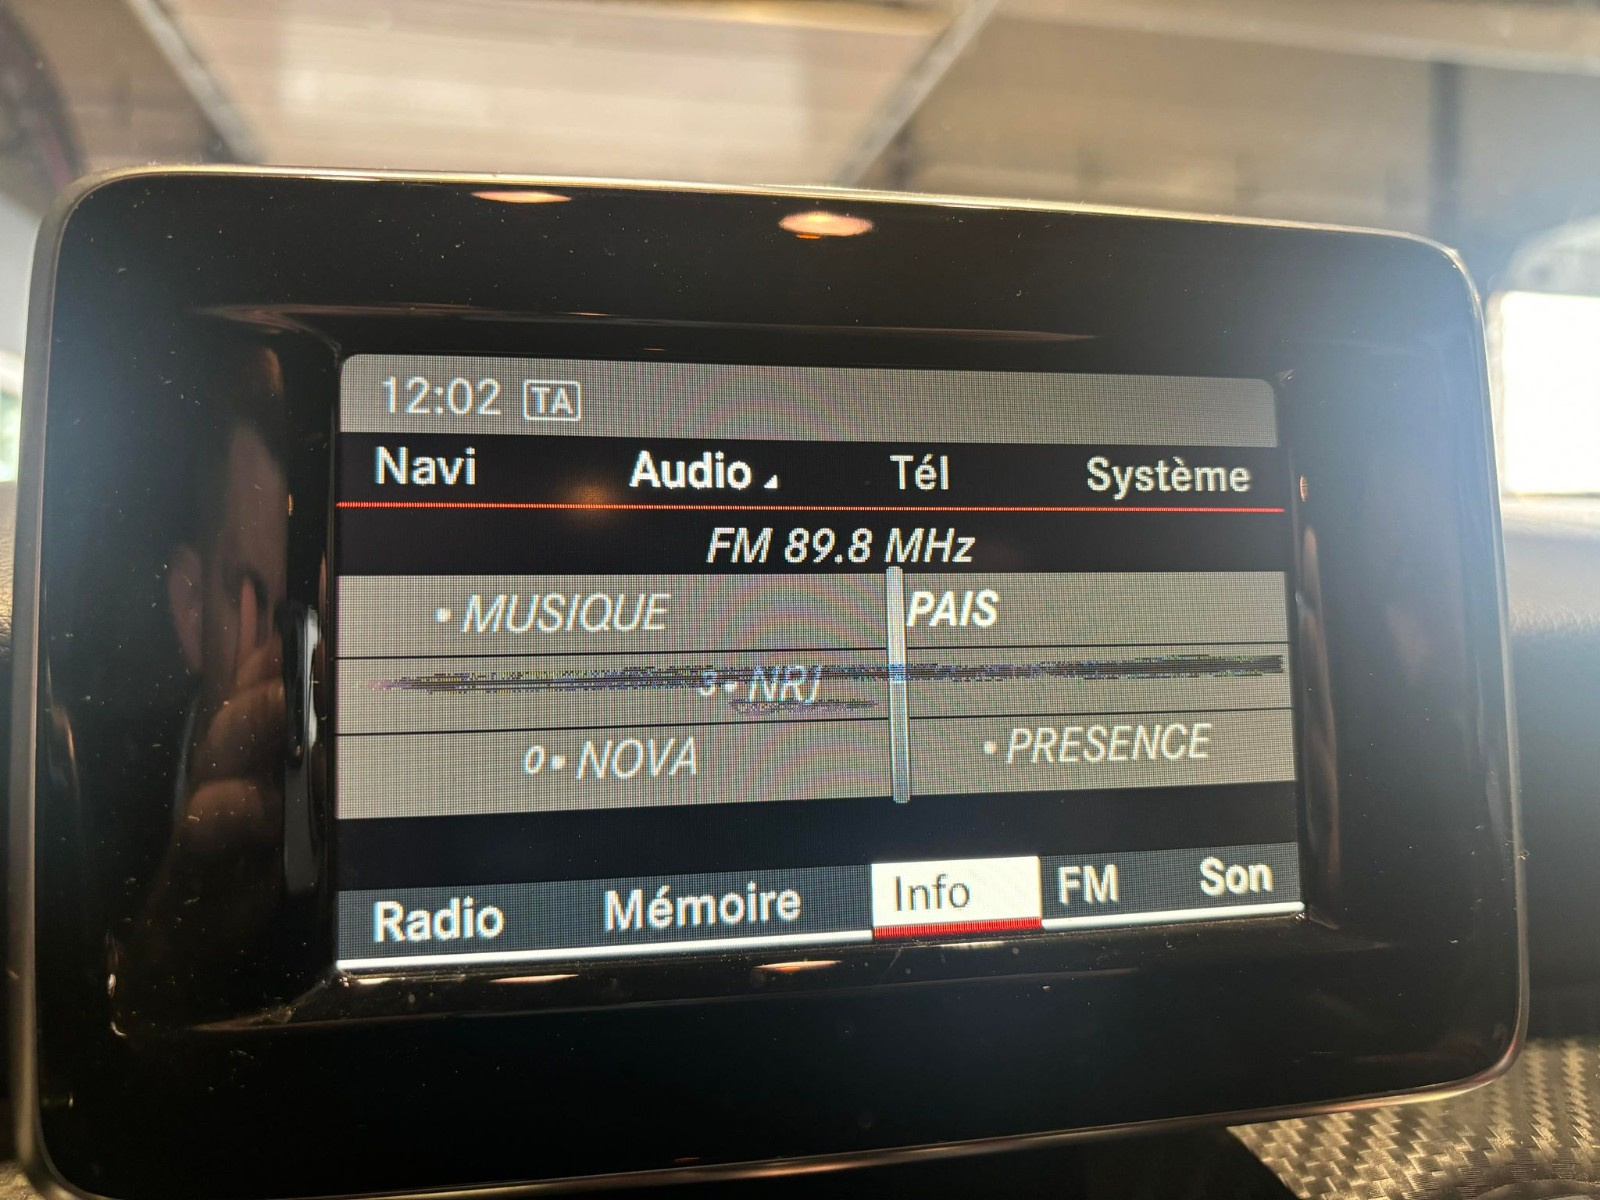 12:02 TA
Navi Audio Tél Système
FM 89.8 MHz
• MUSIQUE PAIS
3• NRJ
0• NOVA • PRESENCE
Radio Mémoire Info FM Son